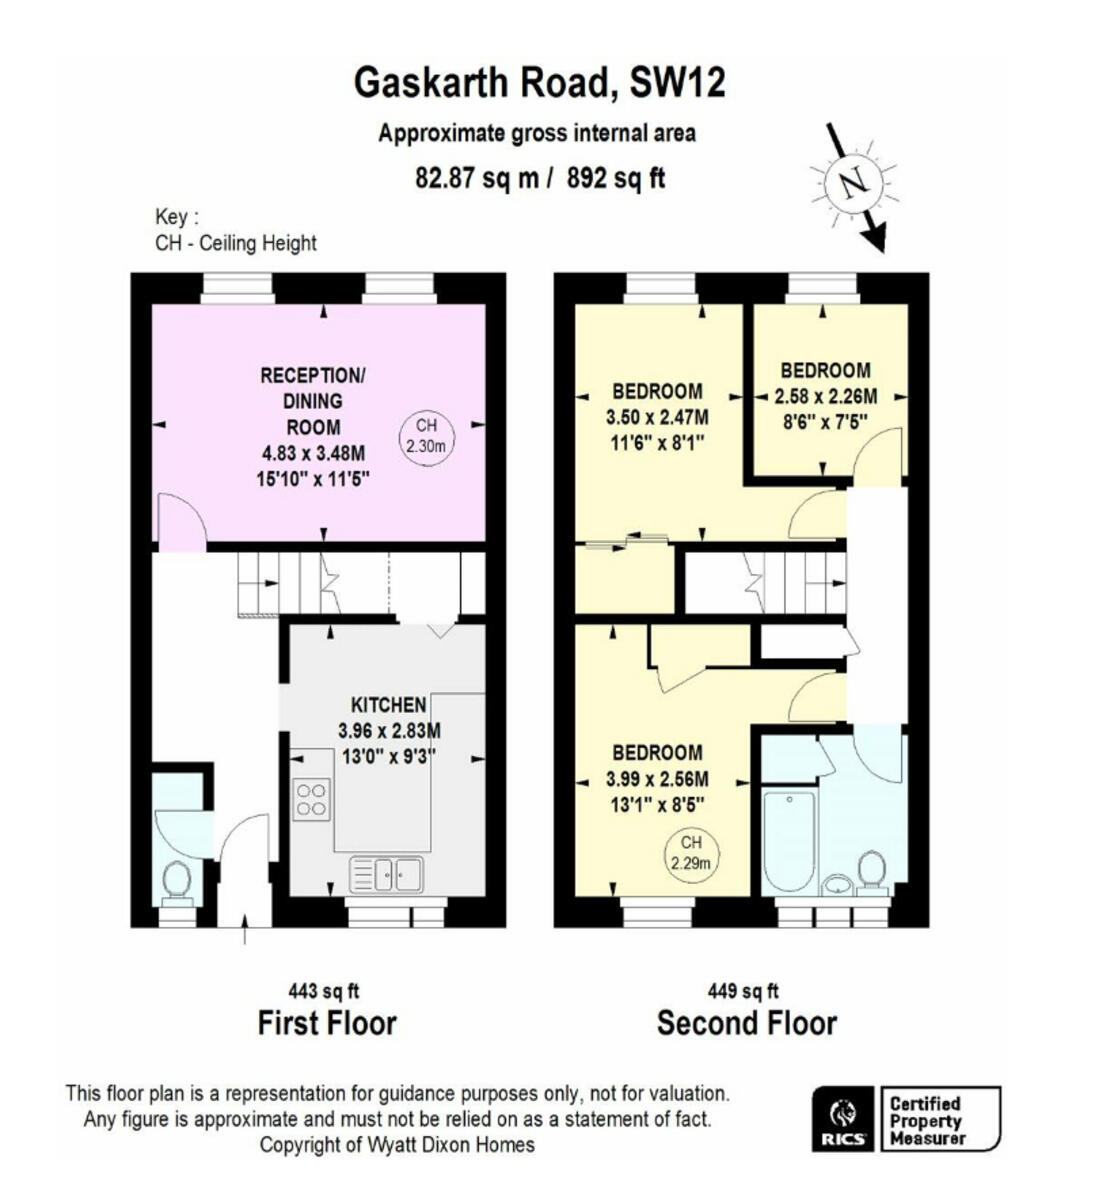 Gaskarth Road, SW12
Approximate gross internal area
82.87 sq m / 892 sq ft
N
Key :
CH - Ceiling Height
RECEPTION/
DINING
ROOM
4.83 x 3.48M
15'10" x 11'5"
CH
2.30m
BEDROOM
3.50 x 2.47M
11'6" x 8'1"
BEDROOM
2.58 x 2.26M
8'6" x 7'5"
KITCHEN
3.96 x 2.83M
13'0" x 9'3"
BEDROOM
3.99 x 2.56M
13'1" x 8'5"
CH
2.29m
443 sq ft
First Floor
449 sq ft
Second Floor
This floor plan is a representation for guidance purposes only, not for valuation.
Any figure is approximate and must not be relied on as a statement of fact.
Copyright of Wyatt Dixon Homes
RICS
Certified
Property
Measurer